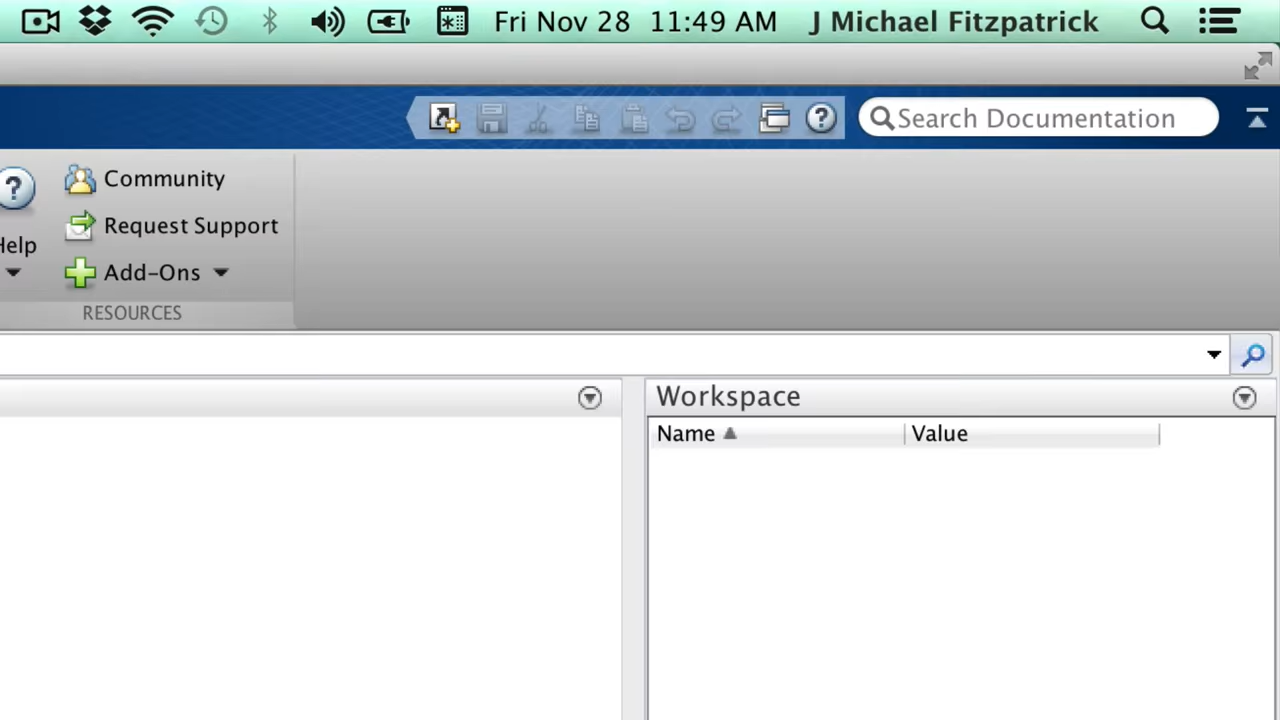 Fri Nov 28 11:49 AM J Michael Fitzpatrick
Search Documentation
Community
Request Support
Help
Add-Ons
RESOURCES
Workspace
Name Value